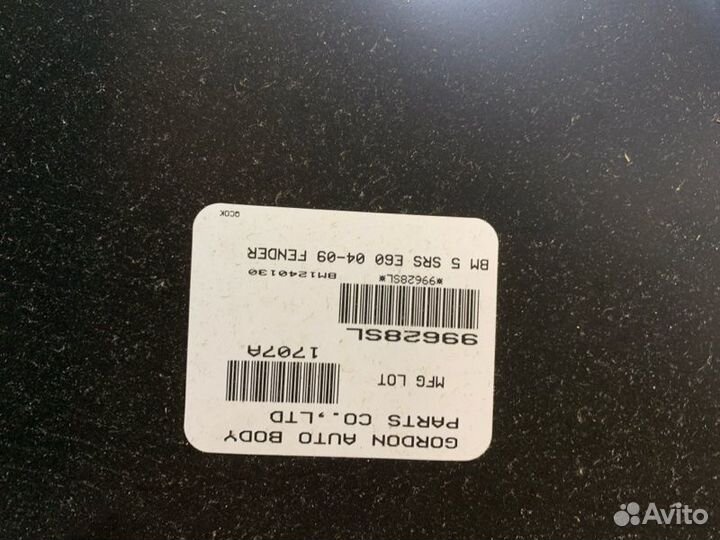 GORDON AUTO BODY
PARTS CO.,LTD
MFG LOT
1707A
99628SL
*99628SL*
BM1240130
BM 5 SRS E60 04-09 FENDER
QCOK
Avito